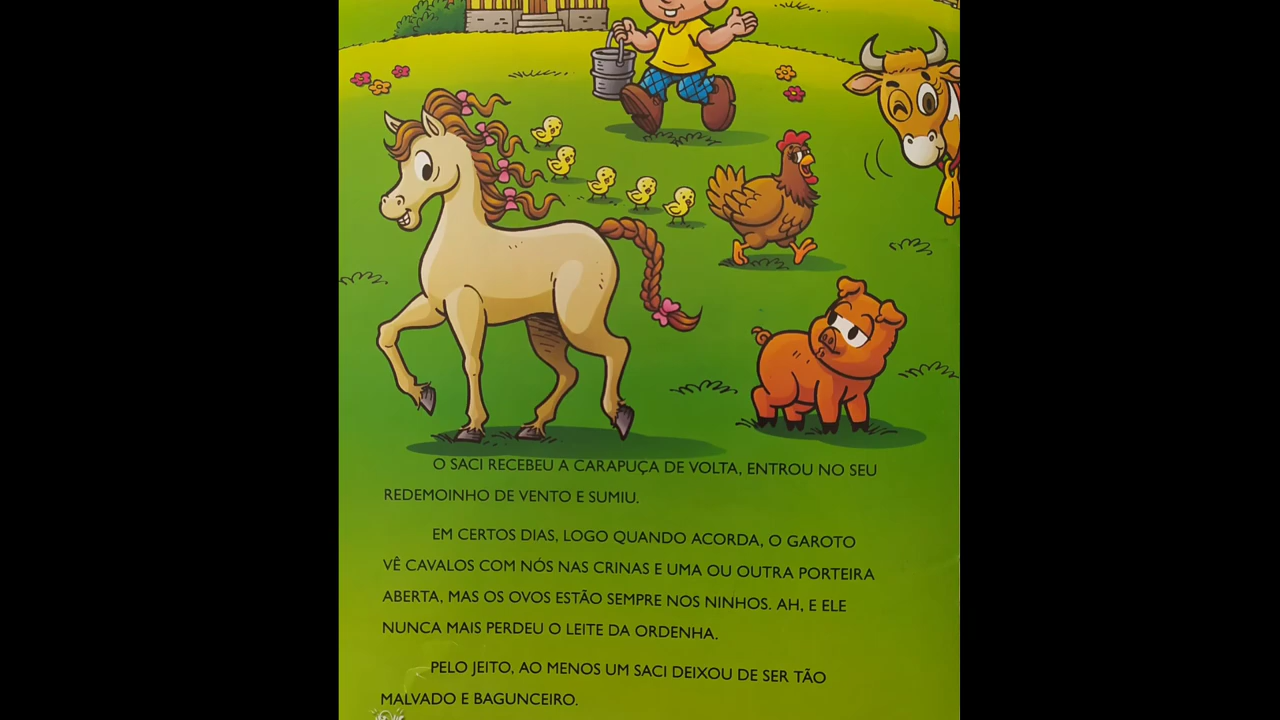 O SACI RECEBEU A CARAPUÇA DE VOLTA, ENTROU NO SEU
REDEMOINHO DE VENTO E SUMIU.
EM CERTOS DIAS, LOGO QUANDO ACORDA, O GAROTO
VÊ CAVALOS COM NÓS NAS CRINAS E UMA OU OUTRA PORTEIRA
ABERTA, MAS OS OVOS ESTÃO SEMPRE NOS NINHOS. AH, E ELE
NUNCA MAIS PERDEU O LEITE DA ORDENHA.
PELO JEITO, AO MENOS UM SACI DEIXOU DE SER TÃO
MALVADO E BAGUNCEIRO.